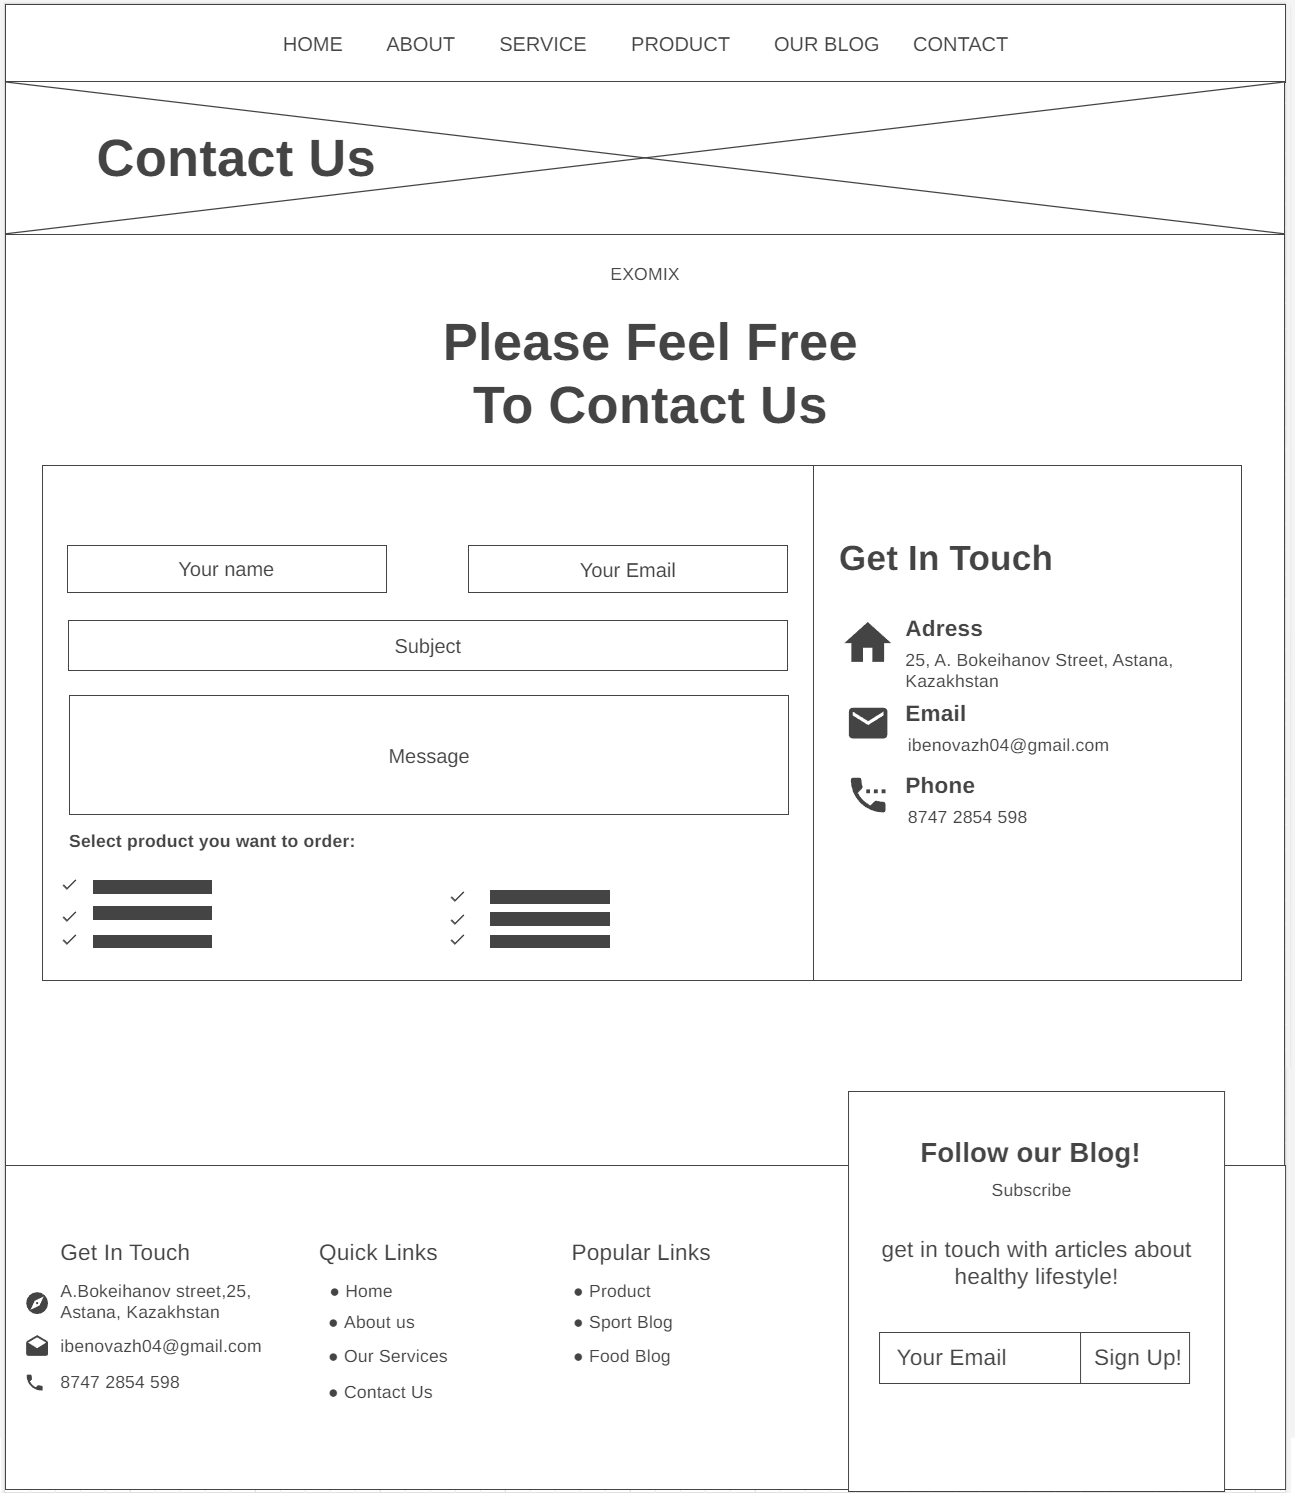 HOME ABOUT SERVICE PRODUCT OUR BLOG CONTACT
Contact Us
EXOMIX
Please Feel Free
To Contact Us
Your name
Your Email
Subject
Message
Select product you want to order:
Get In Touch
Adress
25, A. Bokeihanov Street, Astana,
Kazakhstan
Email
ibenovazh04@gmail.com
Phone
8747 2854 598
Get In Touch
A.Bokeihanov street,25,
Astana, Kazakhstan
ibenovazh04@gmail.com
8747 2854 598
Quick Links
● Home
● About us
● Our Services
● Contact Us
Popular Links
● Product
● Sport Blog
● Food Blog
Follow our Blog!
Subscribe
get in touch with articles about
healthy lifestyle!
Your Email
Sign Up!